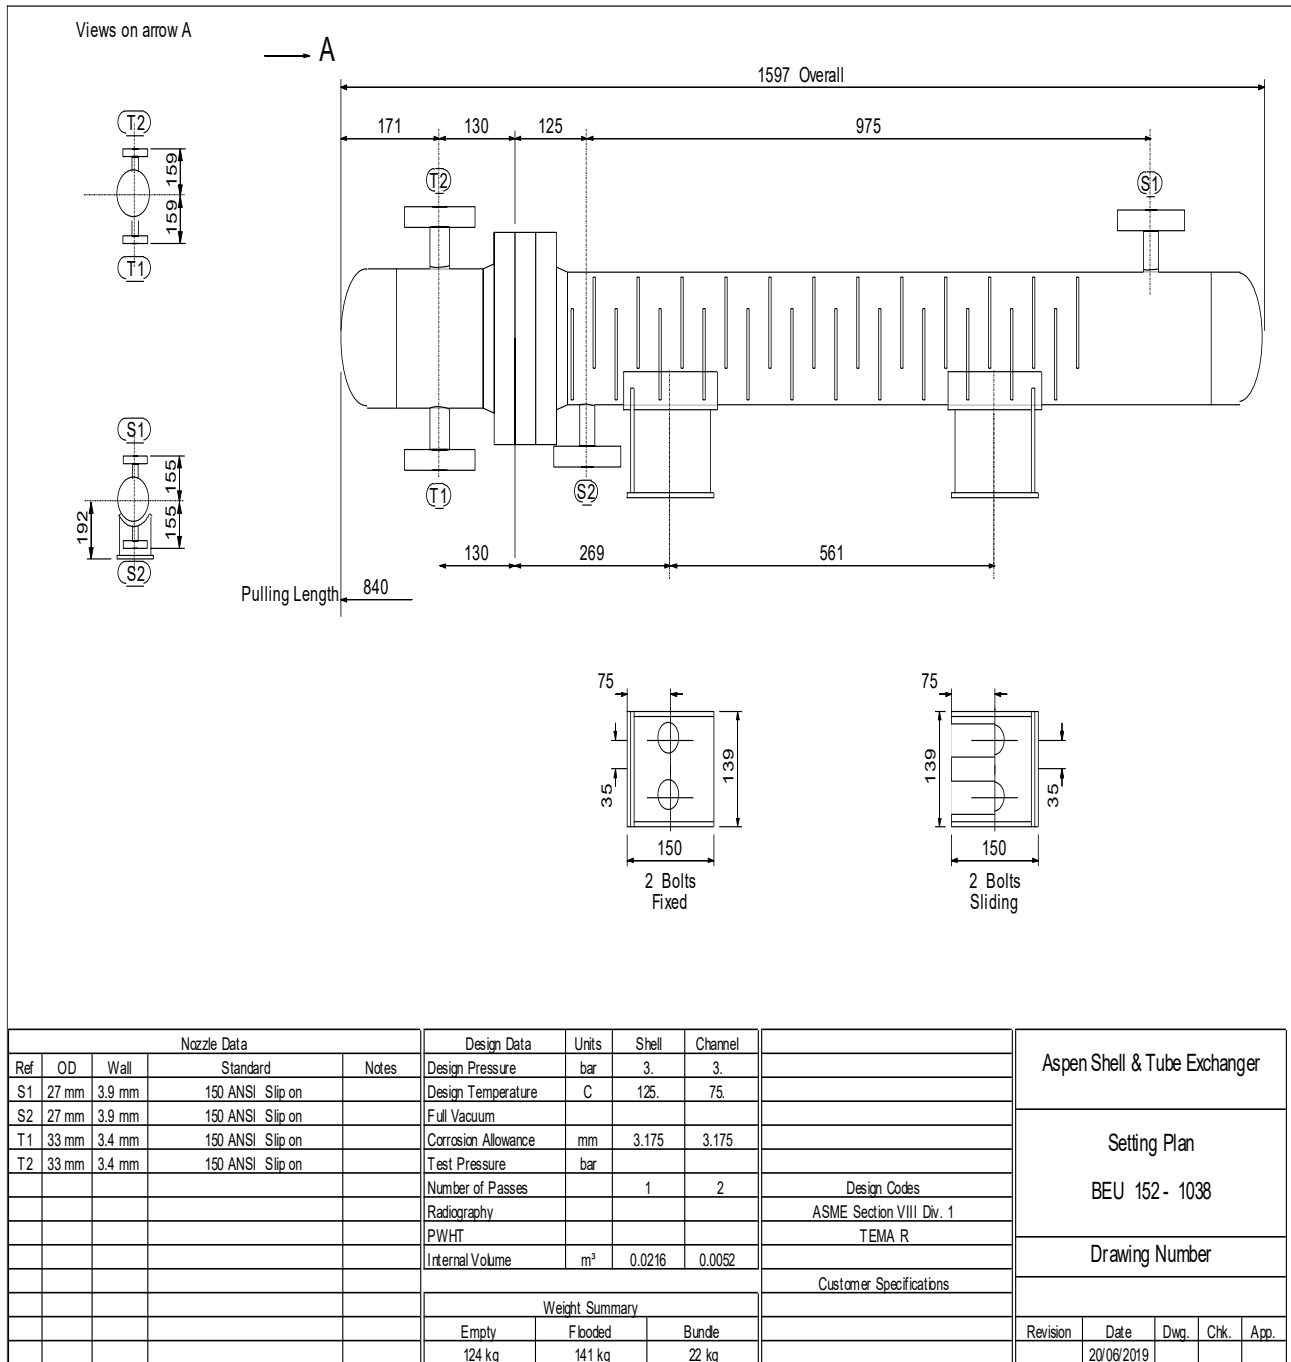 Views on arrow A
A
1597 Overall
171 130 125 975
T2
T2
S1
159
159
T1
S1
155
155
192
S2
T1
S2
130 269 561
Pulling Length 840
75
139
35
150
2 Bolts
Fixed
75
139
35
150
2 Bolts
Sliding
Nozzle Data
Ref OD Wall Standard Notes
S1 27 mm 3.9 mm 150 ANSI Slip on
S2 27 mm 3.9 mm 150 ANSI Slip on
T1 33 mm 3.4 mm 150 ANSI Slip on
T2 33 mm 3.4 mm 150 ANSI Slip on
Design Data Units Shell Channel
Design Pressure bar 3. 3.
Design Temperature C 125. 75.
Full Vacuum
Corrosion Allowance mm 3.175 3.175
Test Pressure bar
Number of Passes 1 2
Radiography
PWHT
Internal Volume m³ 0.0216 0.0052
Weight Summary
Empty Flooded Bundle
124 kg 141 kg 22 kg
Design Codes
ASME Section VIII Div. 1
TEMA R
Customer Specifications
Aspen Shell & Tube Exchanger
Setting Plan
BEU 152 - 1038
Drawing Number
Revision Date Dwg. Chk. App.
20/06/2019